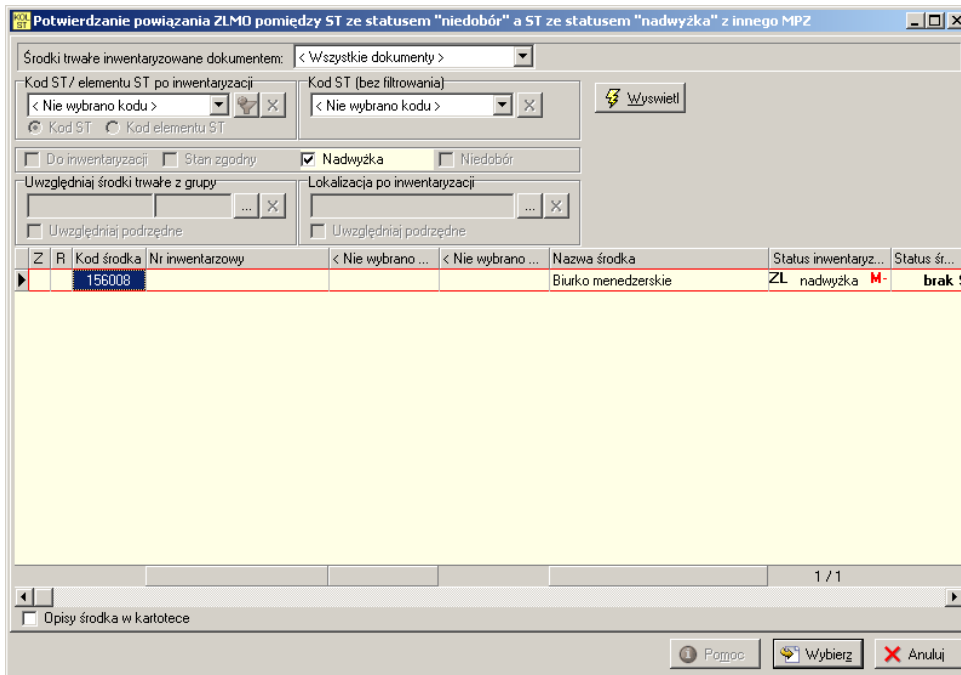 KOL ST Potwierdzanie powiązania ZLMO pomiędzy ST ze statusem "niedobór" a ST ze statusem "nadwyżka" z innego MPZ
Środki trwałe inwentaryzowane dokumentem: < Wszystkie dokumenty >
Kod ST / elementu ST po inwentaryzacji Kod ST (bez filtrowania)
< Nie wybrano kodu > < Nie wybrano kodu > Wyswietl
Kod ST Kod elementu ST
Do inwentaryzacji Stan zgodny Nadwyżka Niedobór
Uwzględniaj środki trwałe z grupy Lokalizacja po inwentaryzacji
... ...
Uwzględniaj podrzędne Uwzględniaj podrzędne
Z R Kod środka Nr inwentarzowy < Nie wybrano ... < Nie wybrano ... Nazwa środka Status inwentaryz... Status śr...
156008 Biurko menedzerskie ZL nadwyżka M- brak
1 / 1
Opisy środka w kartotece
Pomoc Wybierz Anuluj